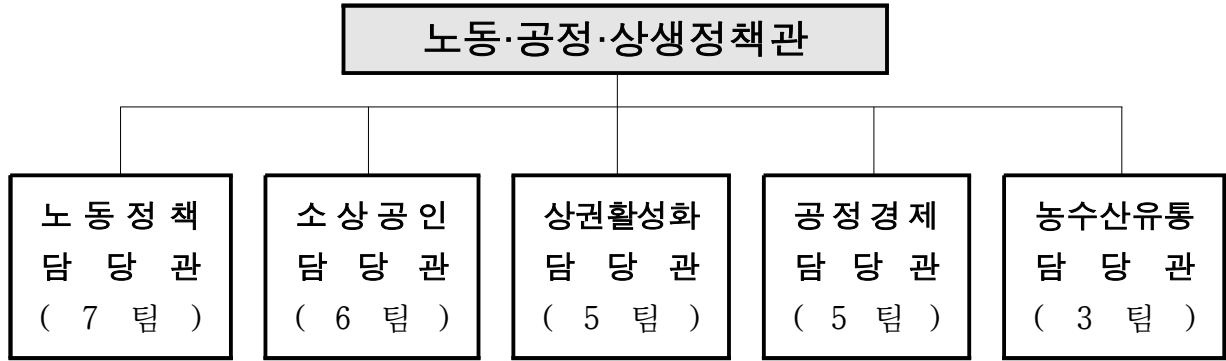 노동·공정·상생정책관
노동정책
담당관
( 7 팀 )
소상공인
담당관
( 6 팀 )
상권활성화
담당관
( 5 팀 )
공정경제
담당관
( 5 팀 )
농수산유통
담당관
( 3 팀 )